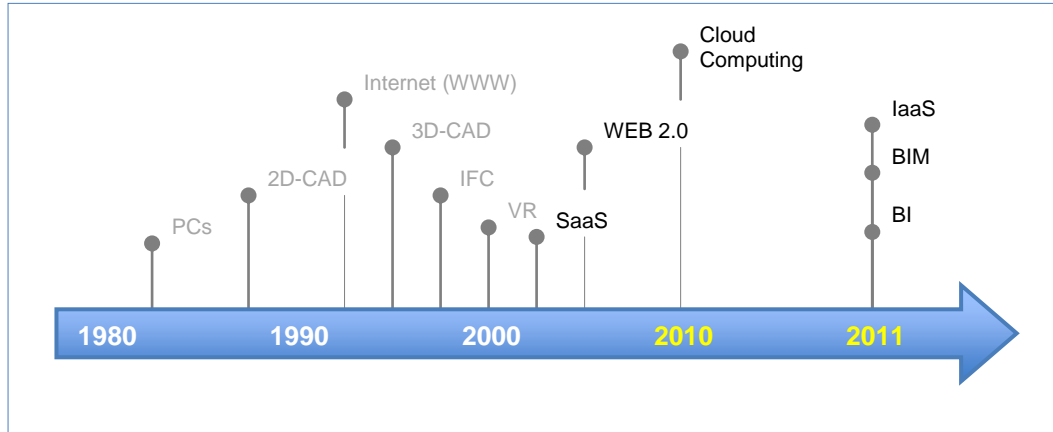 Cloud
Computing
Internet (WWW)
IaaS
3D-CAD
WEB 2.0
BIM
2D-CAD
IFC
VR
SaaS
BI
PCs
1980
1990
2000
2010
2011